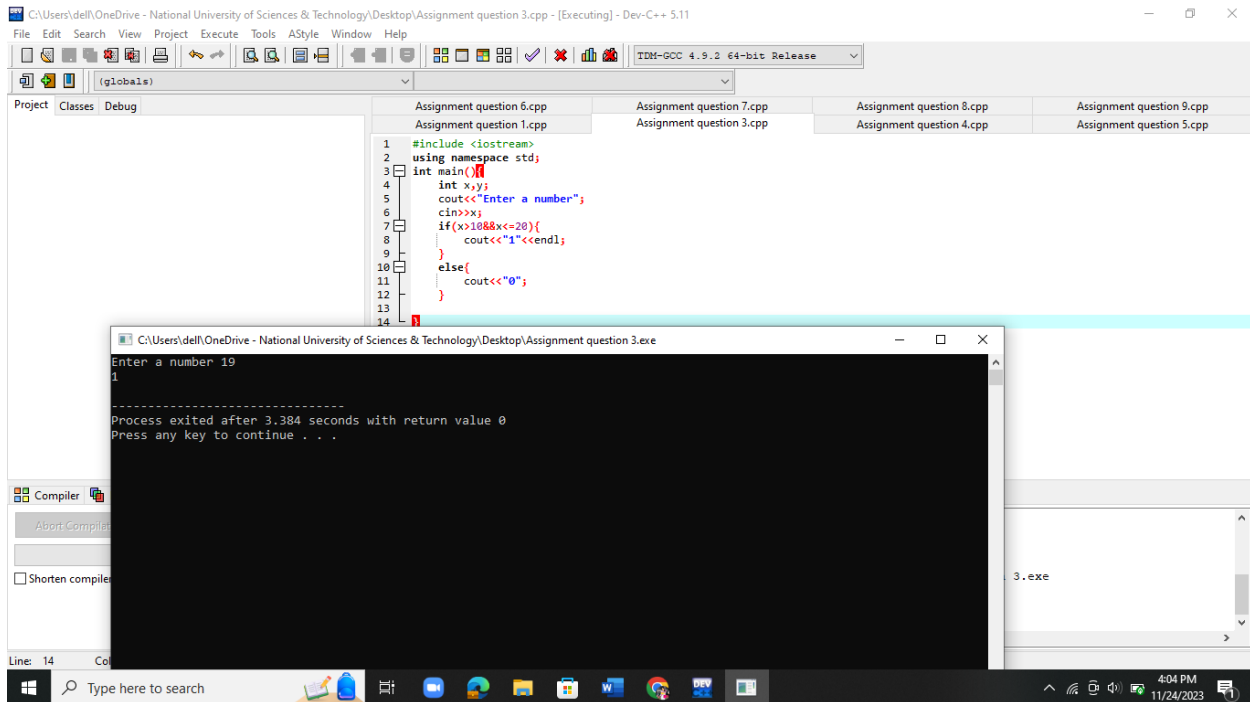 C:\Users\dell\OneDrive - National University of Sciences & Technology\Desktop\Assignment question 3.cpp - [Executing] - Dev-C++ 5.11
File Edit Search View Project Execute Tools AStyle Window Help
TDM-GCC 4.9.2 64-bit Release
(globals)
Project Classes Debug
Assignment question 6.cpp Assignment question 7.cpp Assignment question 8.cpp Assignment question 9.cpp
Assignment question 1.cpp Assignment question 3.cpp Assignment question 4.cpp Assignment question 5.cpp
1 #include <iostream>
2 using namespace std;
3 int main(){
4 int x,y;
5 cout<<"Enter a number";
6 cin>>x;
7 if(x>10&&x<=20){
8 cout<<"1"<<endl;
9 }
10 else{
11 cout<<"0";
12 }
13
14 }
C:\Users\dell\OneDrive - National University of Sciences & Technology\Desktop\Assignment question 3.exe
Enter a number 19
1
--------------------------------
Process exited after 3.384 seconds with return value 0
Press any key to continue . . .
Compiler
Abort Compilat
Shorten compiler
3.exe
Line: 14 Col
Type here to search
DEV
4:04 PM
11/24/2023
1